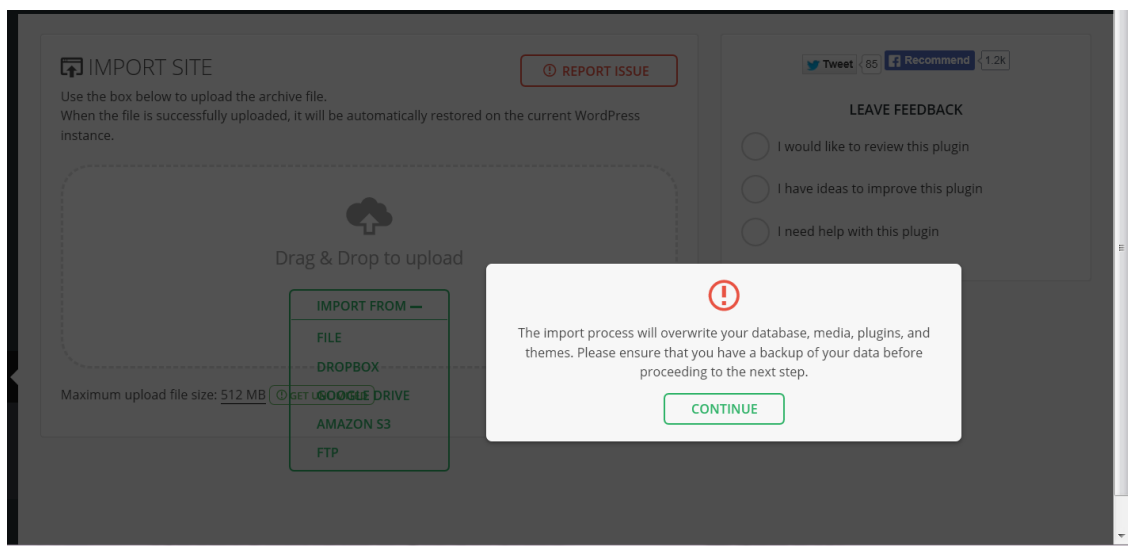 IMPORT SITE
REPORT ISSUE
Use the box below to upload the archive file.
When the file is successfully uploaded, it will be automatically restored on the current WordPress
instance.
Drag & Drop to upload
IMPORT FROM
FILE
DROPBOX
GOOGLE DRIVE
AMAZON S3
FTP
Maximum upload file size: 512 MB
GET
Tweet 85
Recommend 1.2k
LEAVE FEEDBACK
I would like to review this plugin
I have ideas to improve this plugin
I need help with this plugin
The import process will overwrite your database, media, plugins, and
themes. Please ensure that you have a backup of your data before
proceeding to the next step.
CONTINUE